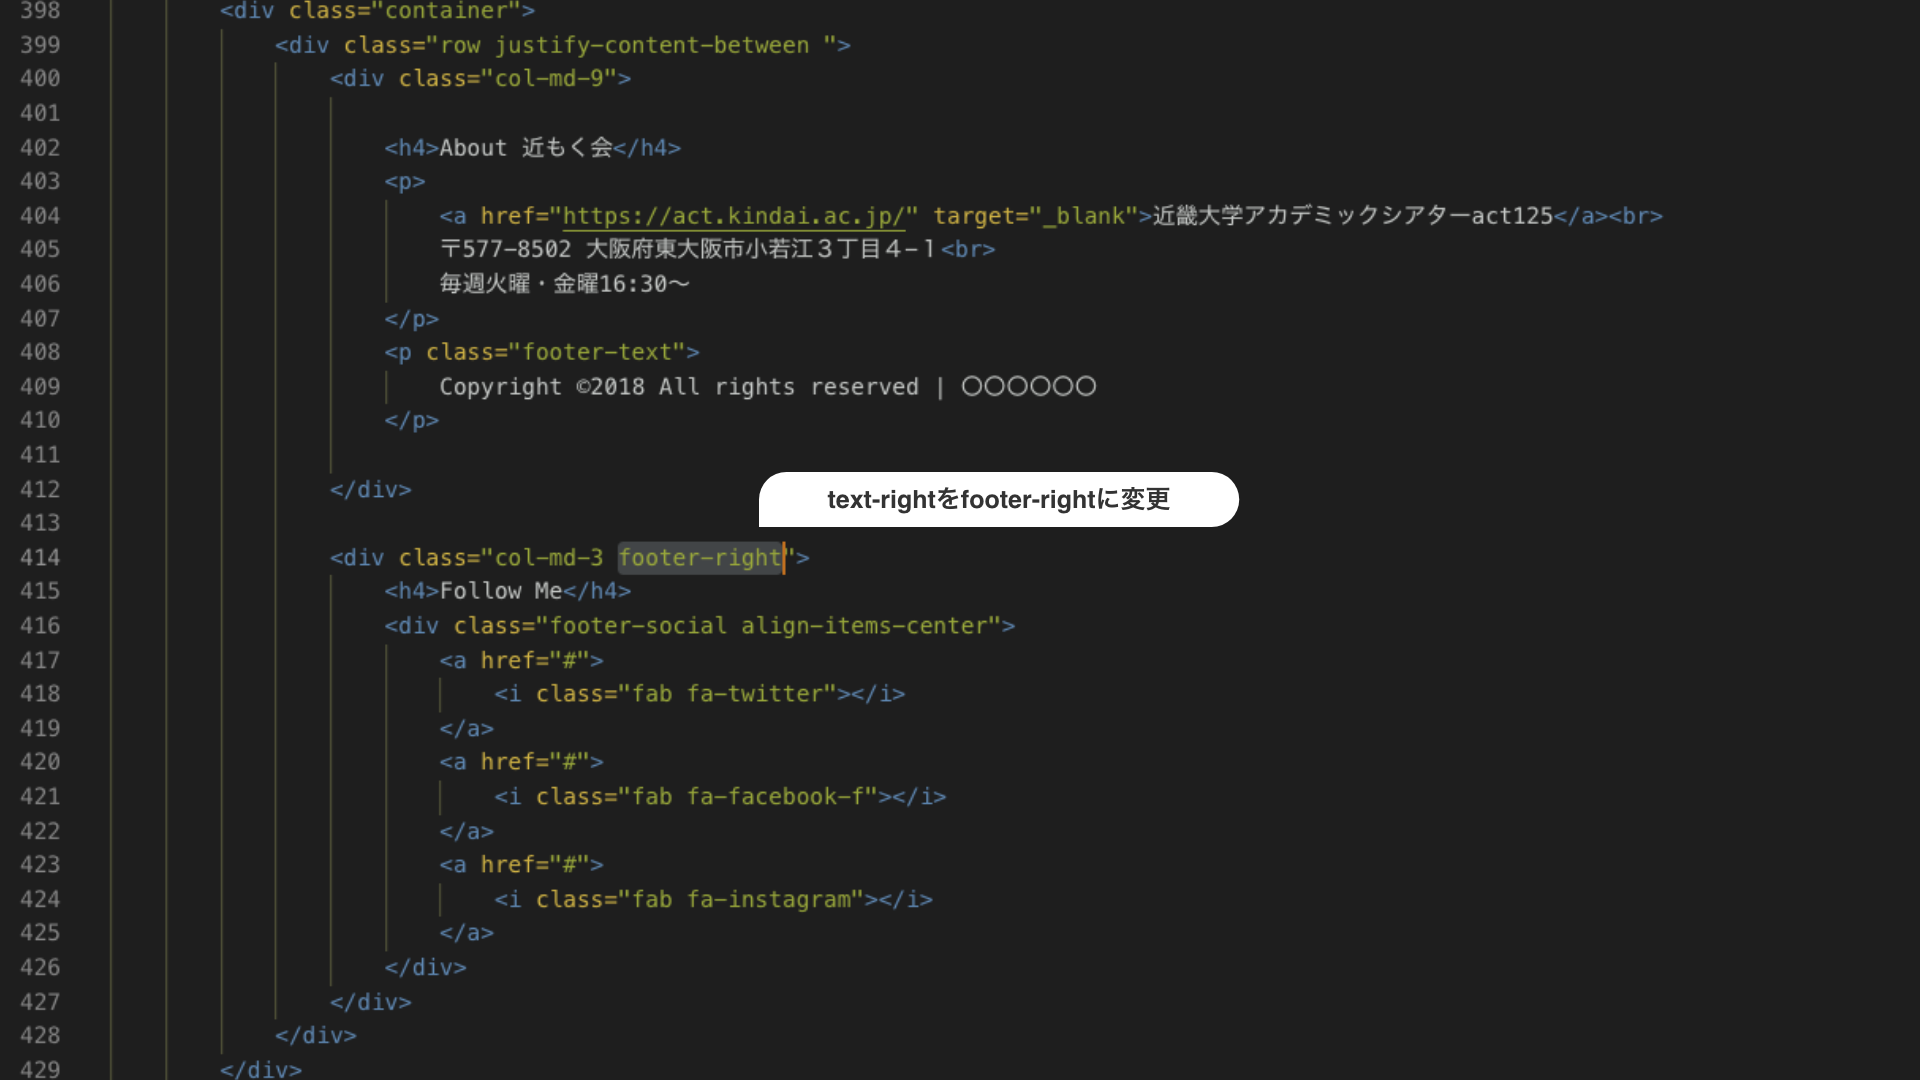 398 <div class="container">
399 <div class="row justify-content-between ">
400 <div class="col-md-9">
401
402 <h4>About 近もく会</h4>
403 <p>
404 <a href="https://act.kindai.ac.jp/" target="_blank">近畿大学アカデミックシアターact125</a><br>
405 〒577-8502 大阪府東大阪市小若江３丁目４−１<br>
406 毎週火曜・金曜16:30〜
407 </p>
408 <p class="footer-text">
409 Copyright ©2018 All rights reserved | 〇〇〇〇〇〇
410 </p>
411
412 </div>
text-rightをfooter-rightに変更
413
414 <div class="col-md-3 footer-right">
415 <h4>Follow Me</h4>
416 <div class="footer-social align-items-center">
417 <a href="#">
418 <i class="fab fa-twitter"></i>
419 </a>
420 <a href="#">
421 <i class="fab fa-facebook-f"></i>
422 </a>
423 <a href="#">
424 <i class="fab fa-instagram"></i>
425 </a>
426 </div>
427 </div>
428 </div>
429 </div>